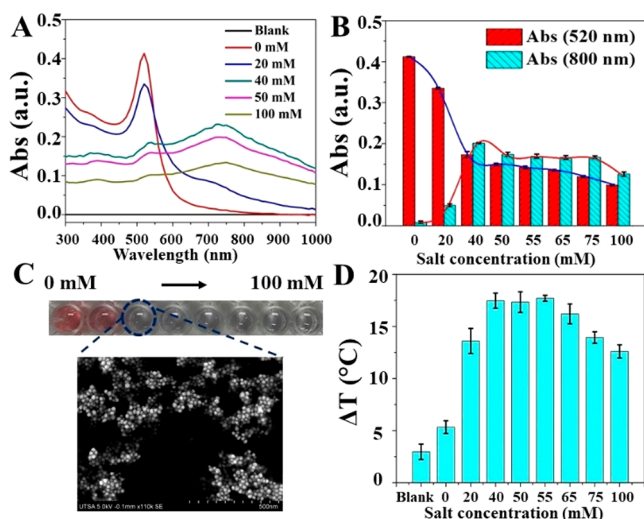 A
Abs (a.u.)
0.5
0.4
0.3
0.2
0.1
0.0
Blank
0 mM
20 mM
40 mM
50 mM
100 mM
300 400 500 600 700 800 900 1000
Wavelength (nm)
B
Abs (a.u.)
0.5
0.4
0.3
0.2
0.1
0.0
Abs (520 nm)
Abs (800 nm)
0 20 40 50 55 65 75 100
Salt concentration (mM)
C
0 mM 100 mM
UTSA 5.0kV -0.1mm x110k SE
500nm
D
ΔT (°C)
20
15
10
5
0
Blank 0 20 40 50 55 65 75 100
Salt concentration (mM)